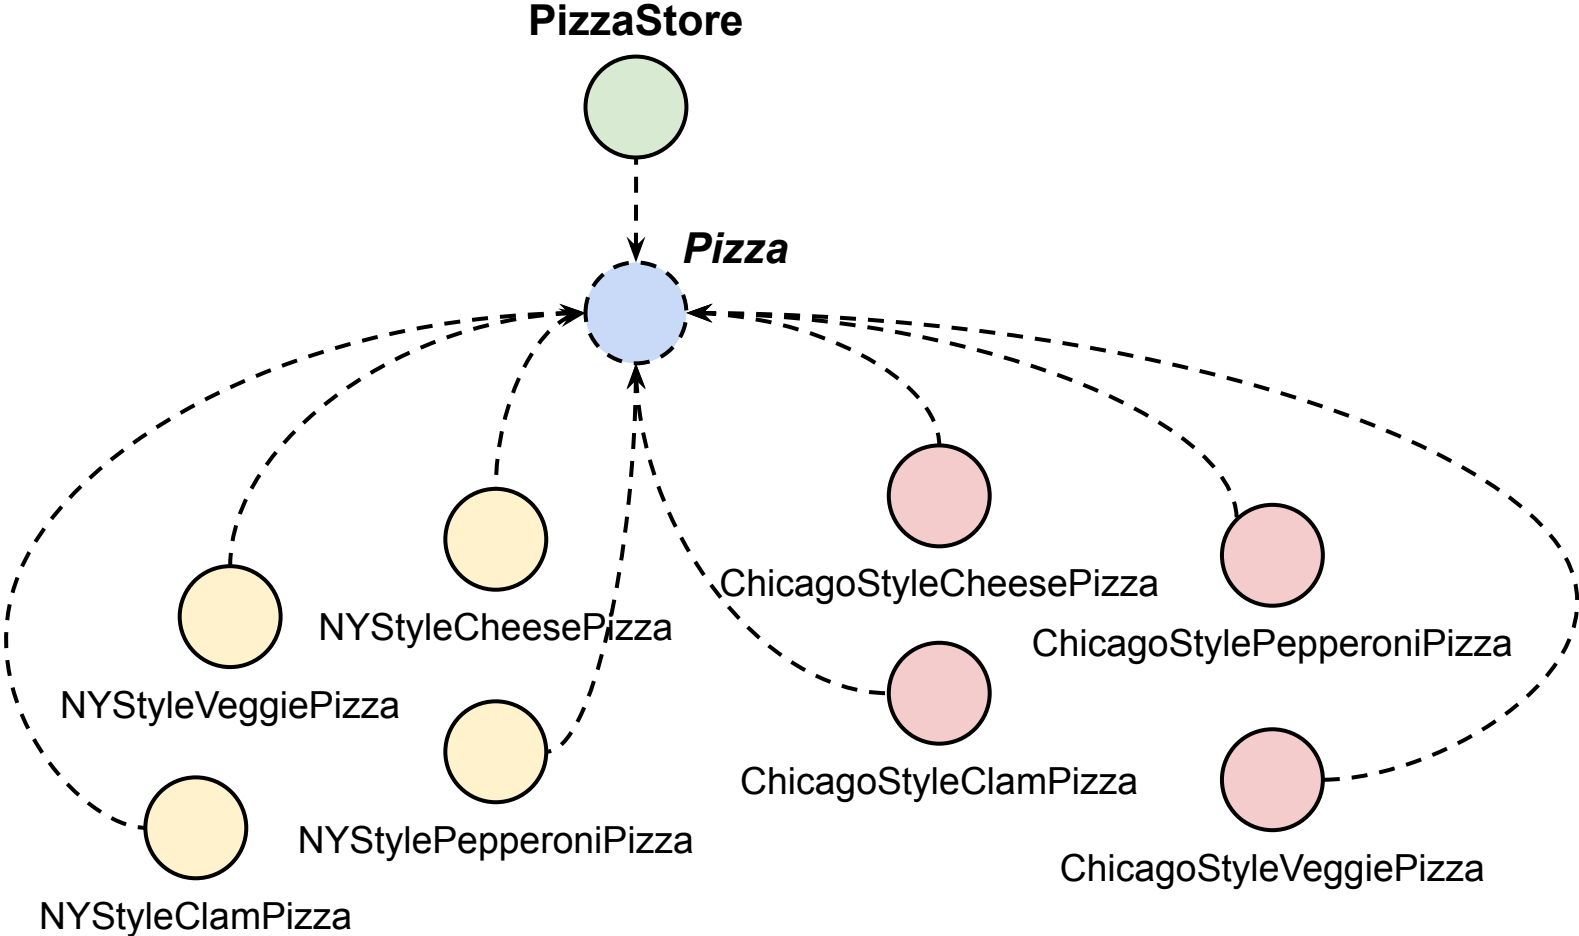 PizzaStore
Pizza
ChicagoStyleCheesePizza
NYStyleCheesePizza
ChicagoStylePepperoniPizza
NYStyleVeggiePizza
ChicagoStyleClamPizza
NYStylePepperoniPizza
ChicagoStyleVeggiePizza
NYStyleClamPizza